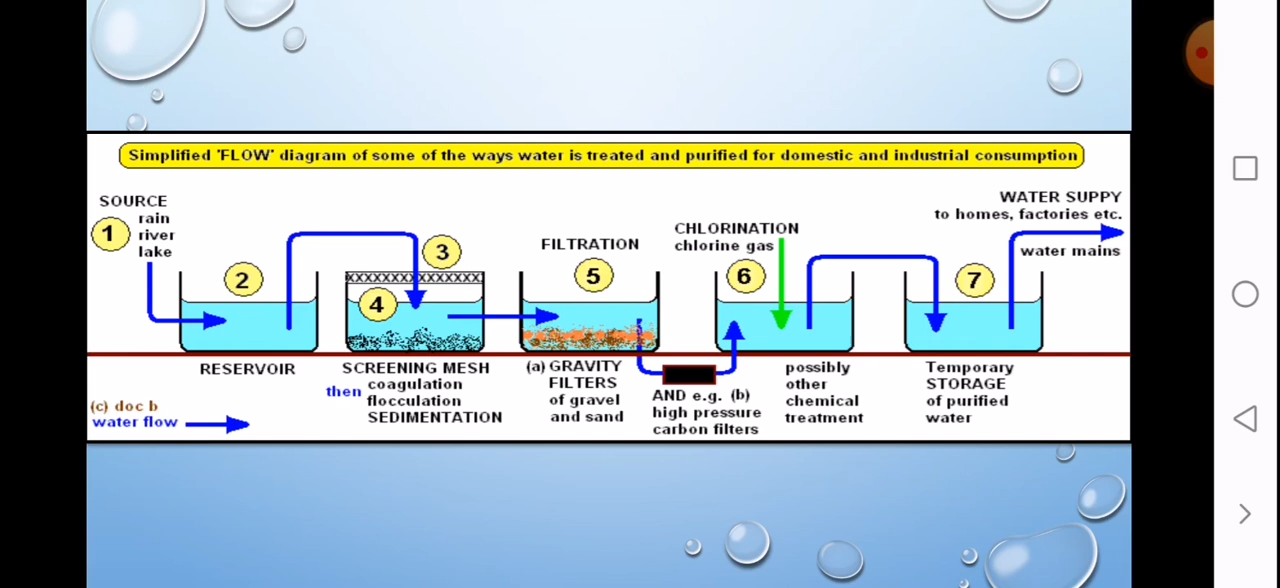 Simplified 'FLOW' diagram of some of the ways water is treated and purified for domestic and industrial consumption
SOURCE
1
rain
river
lake
2
RESERVOIR
3
4
SCREENING MESH
then
coagulation
flocculation
SEDIMENTATION
FILTRATION
5
(a) GRAVITY
FILTERS
of gravel
and sand
AND e.g. (b)
high pressure
carbon filters
CHLORINATION
chlorine gas
6
possibly
other
chemical
treatment
7
Temporary
STORAGE
of purified
water
WATER SUPPY
to homes, factories etc.
water mains
(c) doc b
water flow